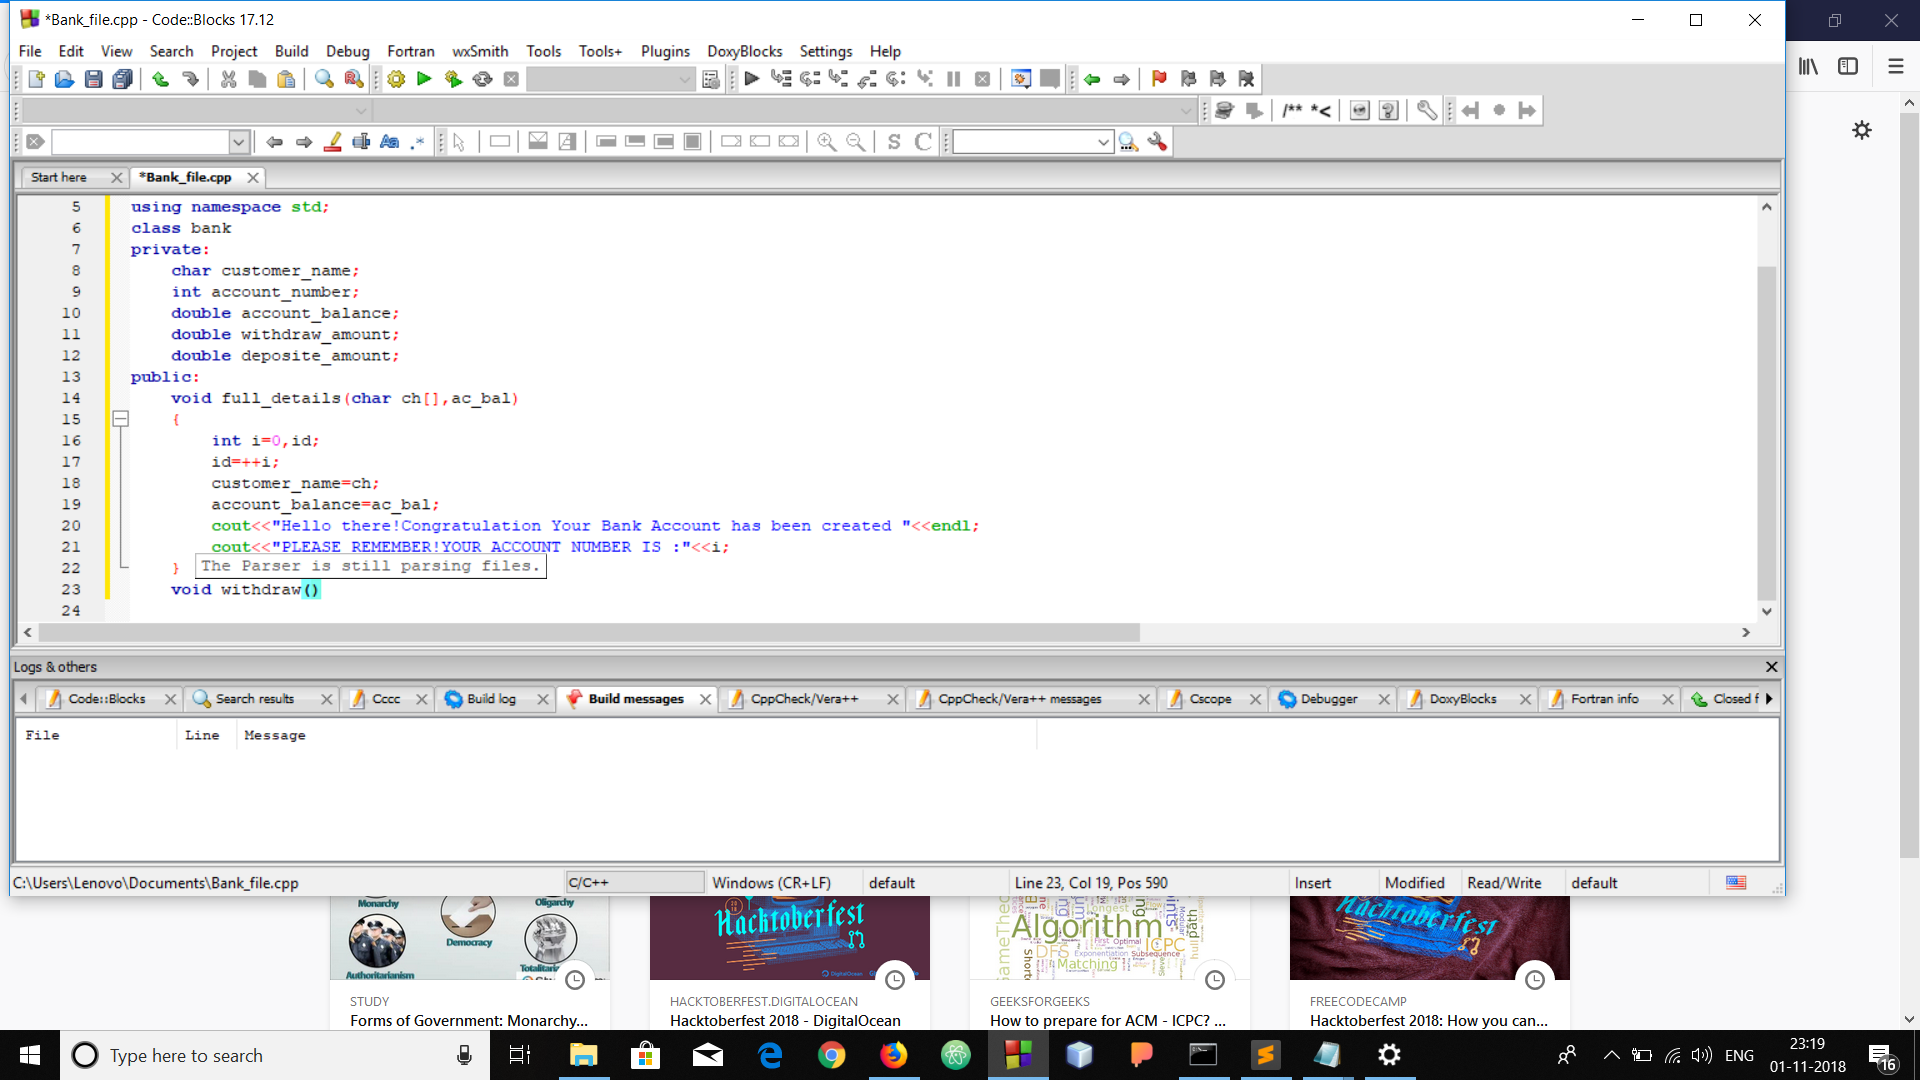 *Bank_file.cpp - Code::Blocks 17.12
File Edit View Search Project Build Debug Fortran wxSmith Tools Tools+ Plugins DoxyBlocks Settings Help
/** *<
Aa .* S C
Start here *Bank_file.cpp
5 using namespace std;
6 class bank
7 private:
8 char customer_name;
9 int account_number;
10 double account_balance;
11 double withdraw_amount;
12 double deposite_amount;
13 public:
14 void full_details(char ch[],ac_bal)
15 {
16 int i=0,id;
17 id=++i;
18 customer_name=ch;
19 account_balance=ac_bal;
20 cout<<"Hello there!Congratulation Your Bank Account has been created "<<endl;
21 cout<<"PLEASE REMEMBER!YOUR ACCOUNT NUMBER IS :"<<i;
22 }
The Parser is still parsing files.
23 void withdraw()
24
Logs & others
Code::Blocks Search results Cccc Build log Build messages CppCheck/Vera++ CppCheck/Vera++ messages Cscope Debugger DoxyBlocks Fortran info Closed f
File Line Message
C:\Users\Lenovo\Documents\Bank_file.cpp C/C++ Windows (CR+LF) default Line 23, Col 19, Pos 590 Insert Modified Read/Write default
Monarchy Oligarchy
Democracy
Authoritarianism
Hacktoberfest
DigitalOcean
Algorithm
DFS ICPC
First Optimal
Exponentiation Subsequence
Matching
path
Hacktoberfest
STUDY
Forms of Government: Monarchy...
HACKTOBERFEST.DIGITALOCEAN
Hacktoberfest 2018 - DigitalOcean
GEEKSFORGEEKS
How to prepare for ACM - ICPC? ...
FREECODECAMP
Hacktoberfest 2018: How you can...
Type here to search
ENG
23:19
01-11-2018
16